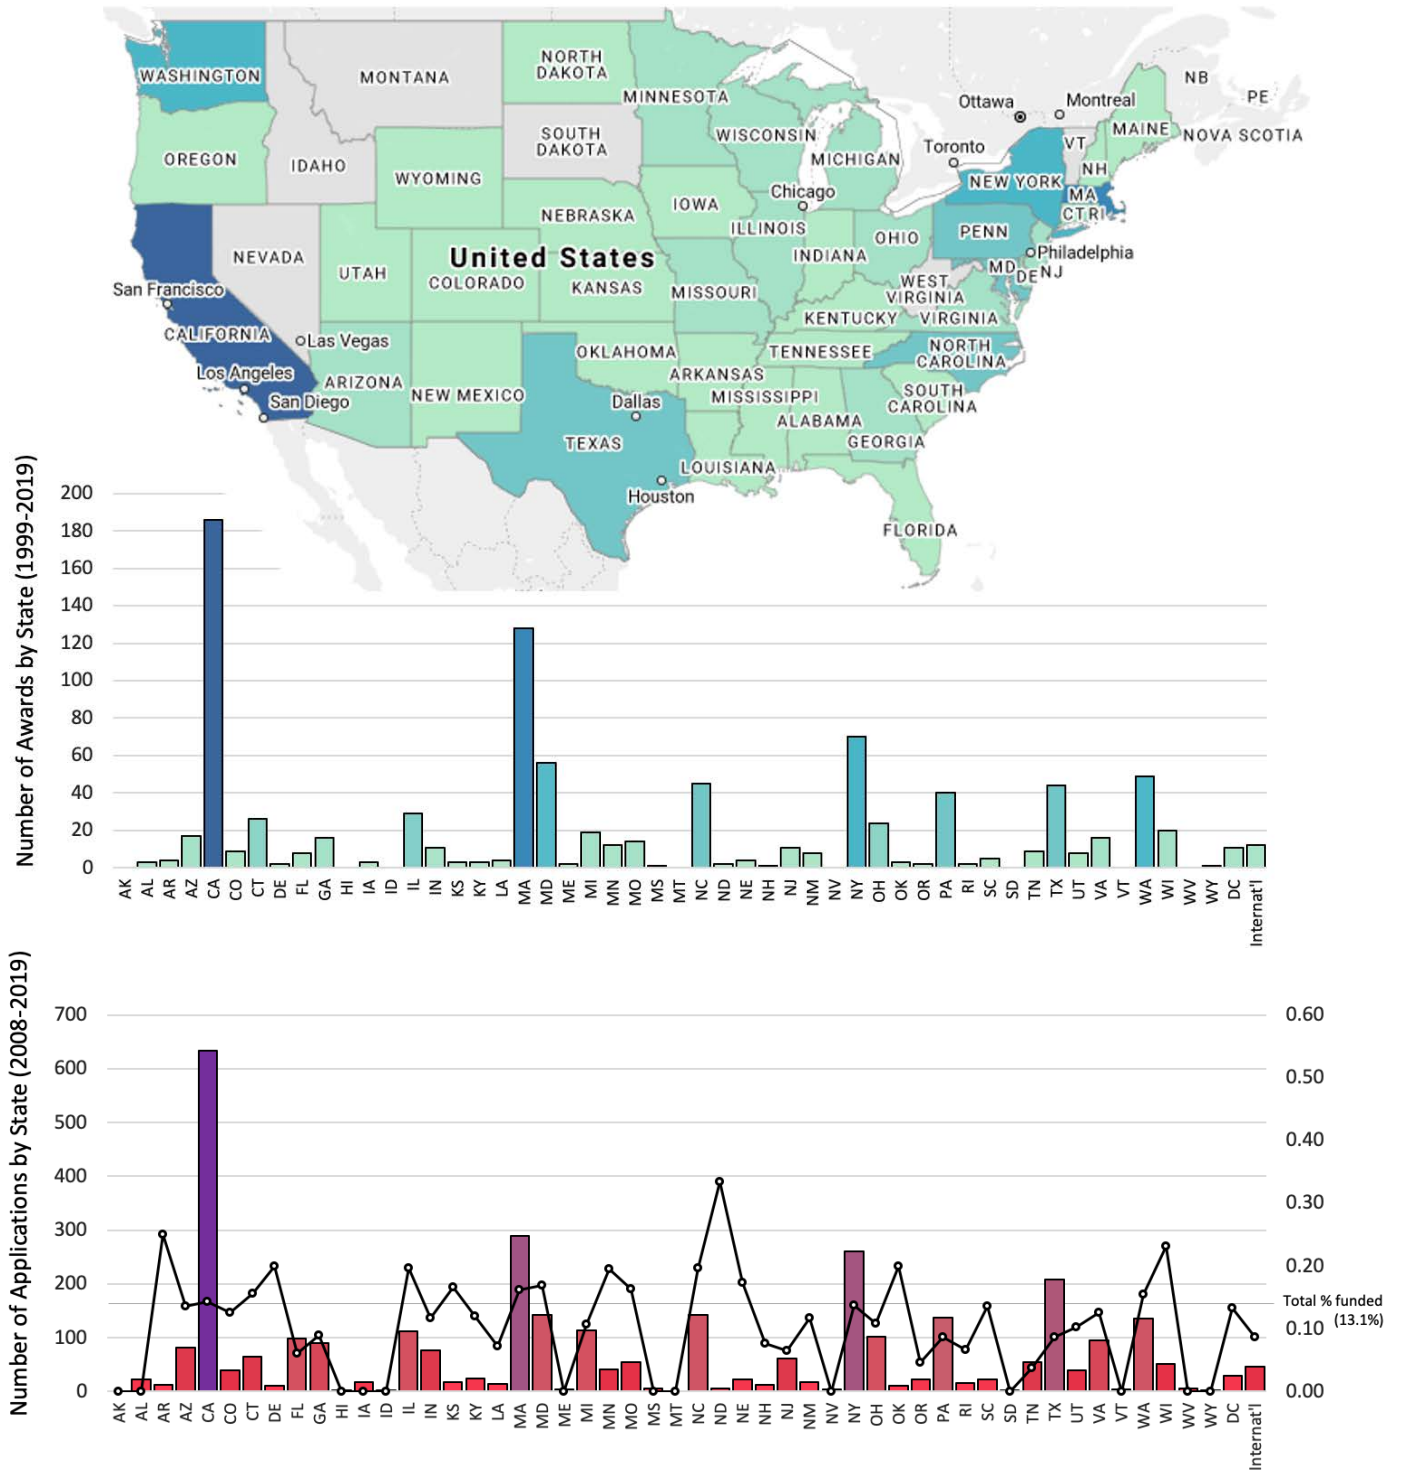 NORTH
DAKOTA
WASHINGTON
MONTANA
MINNESOTA
NB
PE
Ottawa
Montreal
SOUTH
DAKOTA
WISCONSIN
MAINE
NOVA SCOTIA
OREGON
IDAHO
MICHIGAN
Toronto
VT
NH
WYOMING
NEW YORK
Chicago
MA
IOWA
NEBRASKA
CT RI
ILLINOIS
OHIO
PENN
NEVADA
United States
INDIANA
Philadelphia
UTAH
COLORADO
MD
DE
NJ
San Francisco
KANSAS
MISSOURI
WEST
VIRGINIA
KENTUCKY
VIRGINIA
CALIFORNIA
Las Vegas
OKLAHOMA
TENNESSEE
NORTH
CAROLINA
Los Angeles
ARIZONA
ARKANSAS
NEW MEXICO
MISSISSIPPI
SOUTH
CAROLINA
San Diego
Dallas
ALABAMA
TEXAS
GEORGIA
LOUISIANA
Houston
FLORIDA
Number of Awards by State (1999-2019)
200
180
160
140
120
100
80
60
40
20
0
AK AL AR AZ CA CO CT DE FL GA HI IA ID IL IN KS KY LA MA MD ME MI MN MO MS MT NC ND NE NH NJ NM NV NY OH OK OR PA RI SC SD TN TX UT VA VT WA WI WV WY DC Internat'l
Number of Applications by State (2008-2019)
700
600
500
400
300
200
100
0
0.60
0.50
0.40
0.30
0.20
Total % funded
(13.1%)
0.10
0.00
AK AL AR AZ CA CO CT DE FL GA HI IA ID IL IN KS KY LA MA MD ME MI MN MO MS MT NC ND NE NH NJ NM NV NY OH OK OR PA RI SC SD TN TX UT VA VT WA WI WV WY DC Internat'l